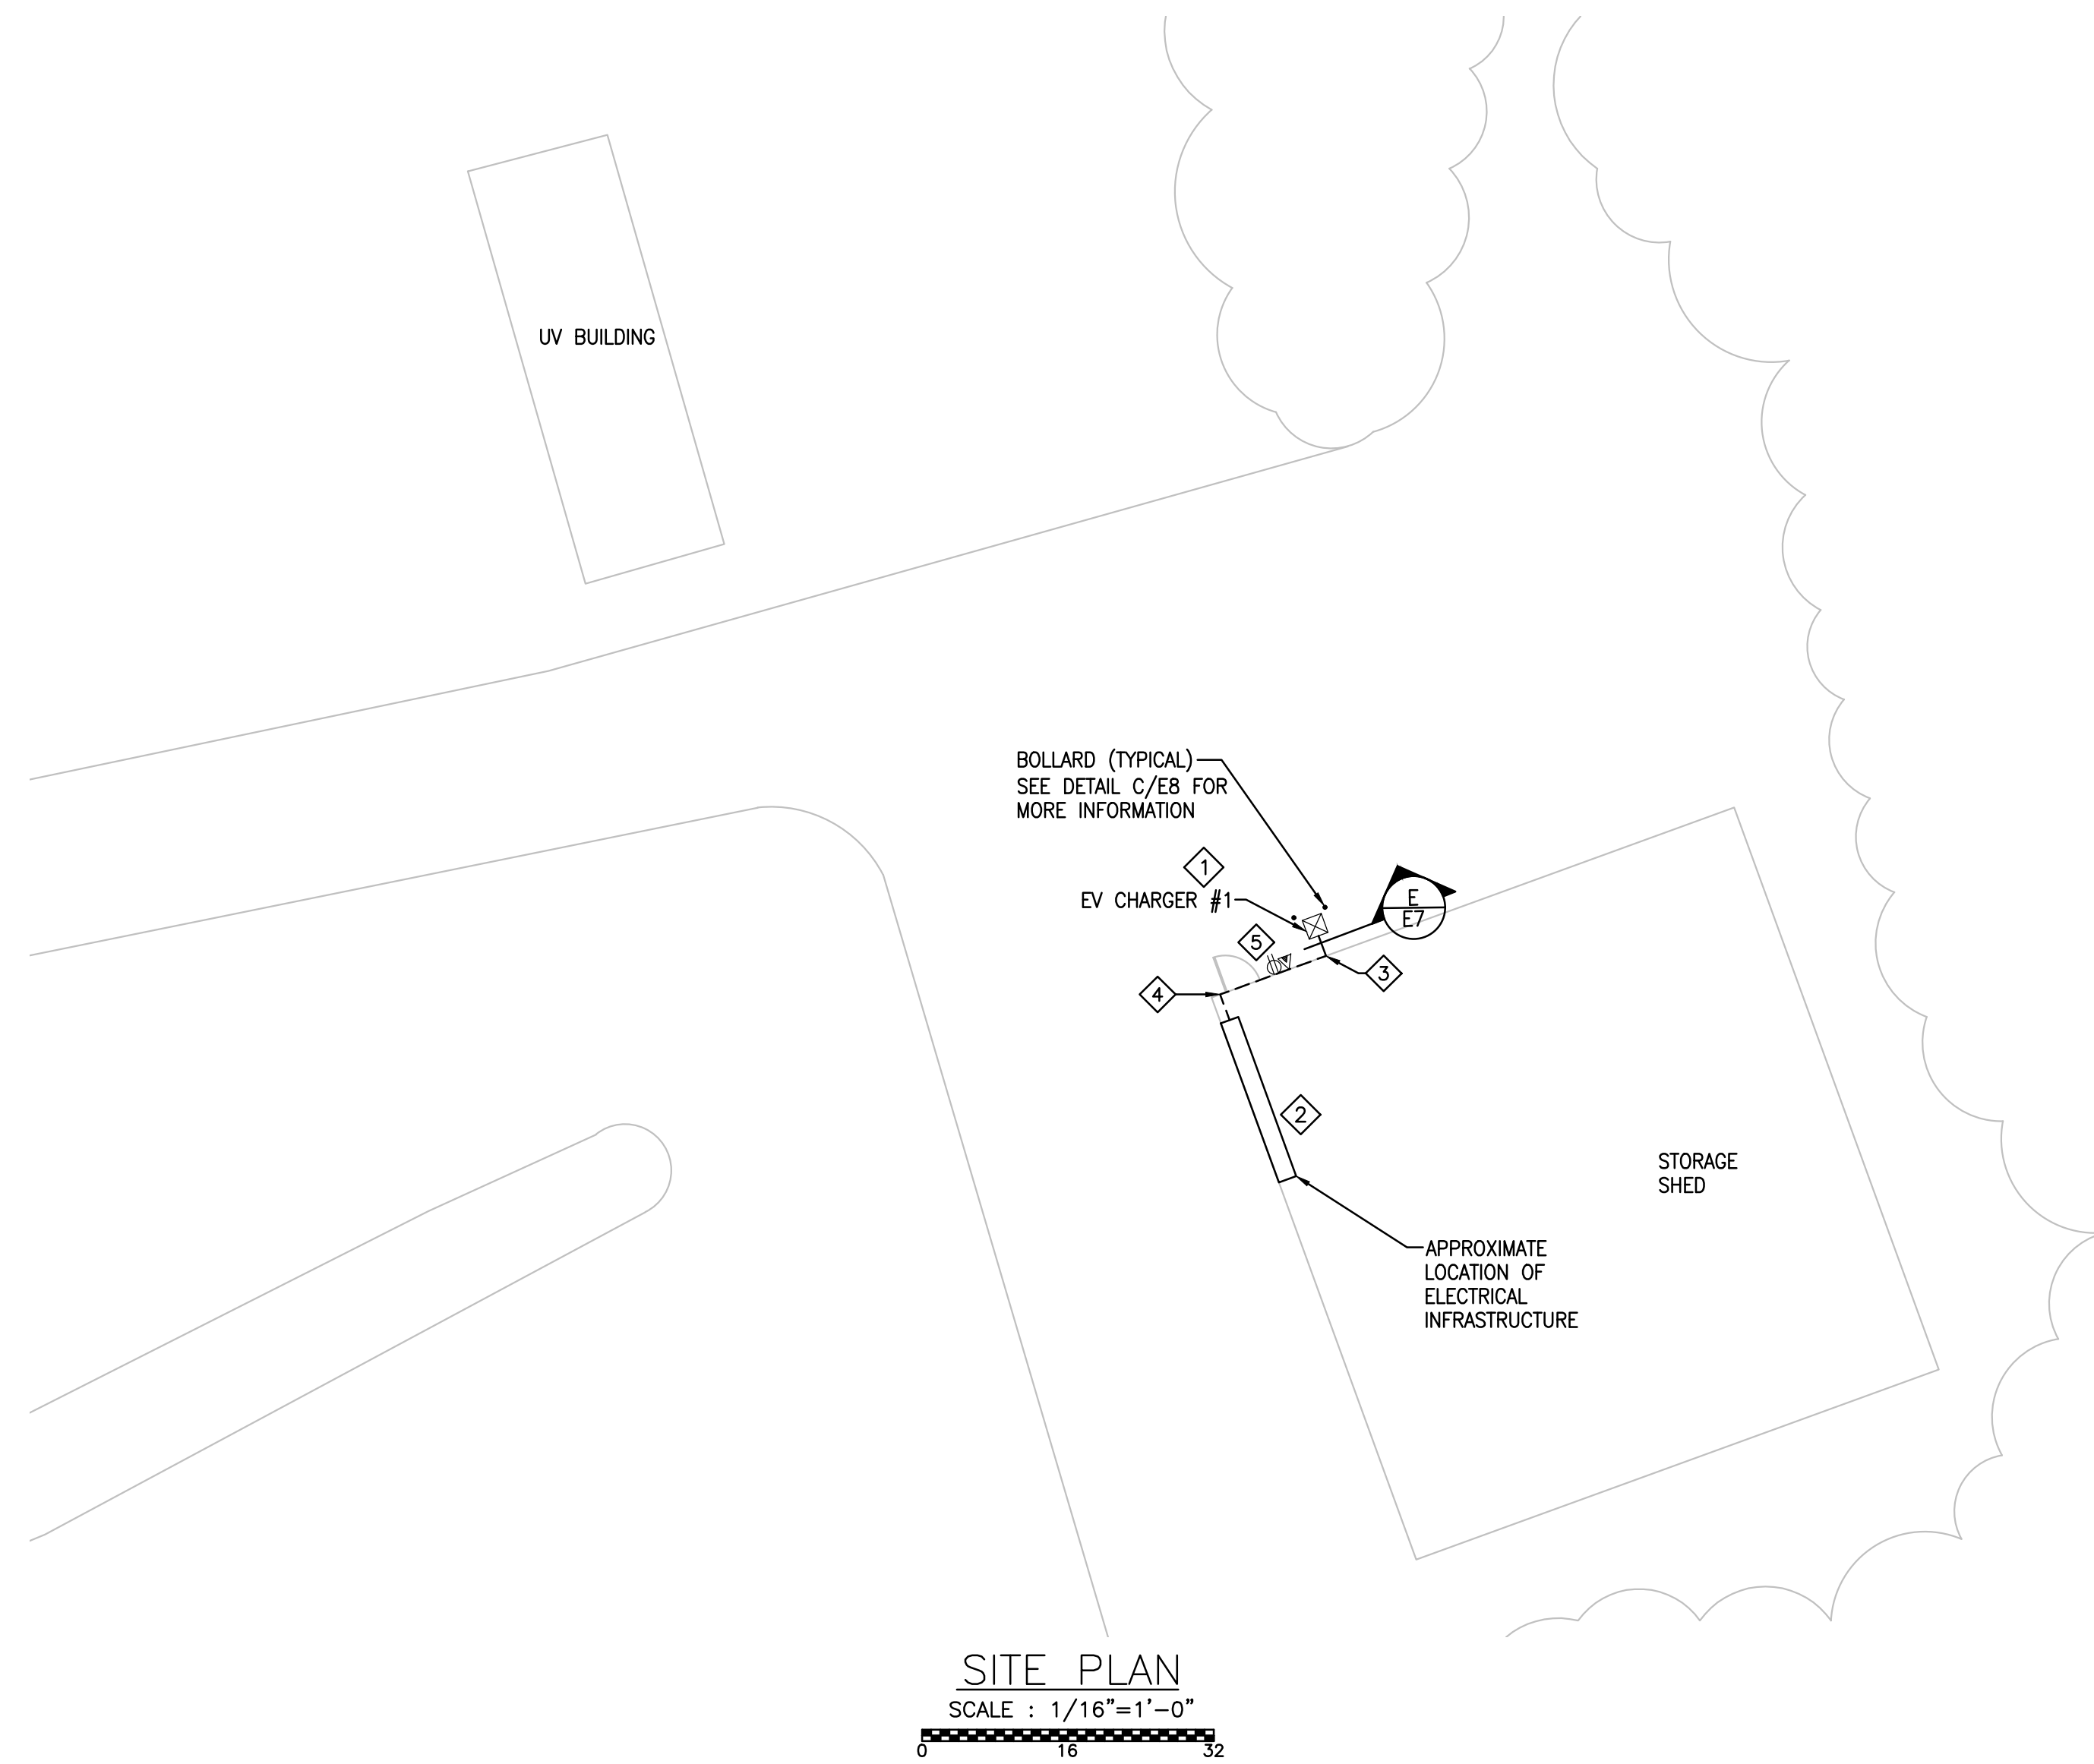 UV BUILDING
BOLLARD (TYPICAL)
SEE DETAIL C/E8 FOR
MORE INFORMATION
1
EV CHARGER #1
E
E7
5
3
4
2
STORAGE
SHED
APPROXIMATE
LOCATION OF
ELECTRICAL
INFRASTRUCTURE
SITE PLAN
SCALE : 1/16"=1'-0"
0 16 32